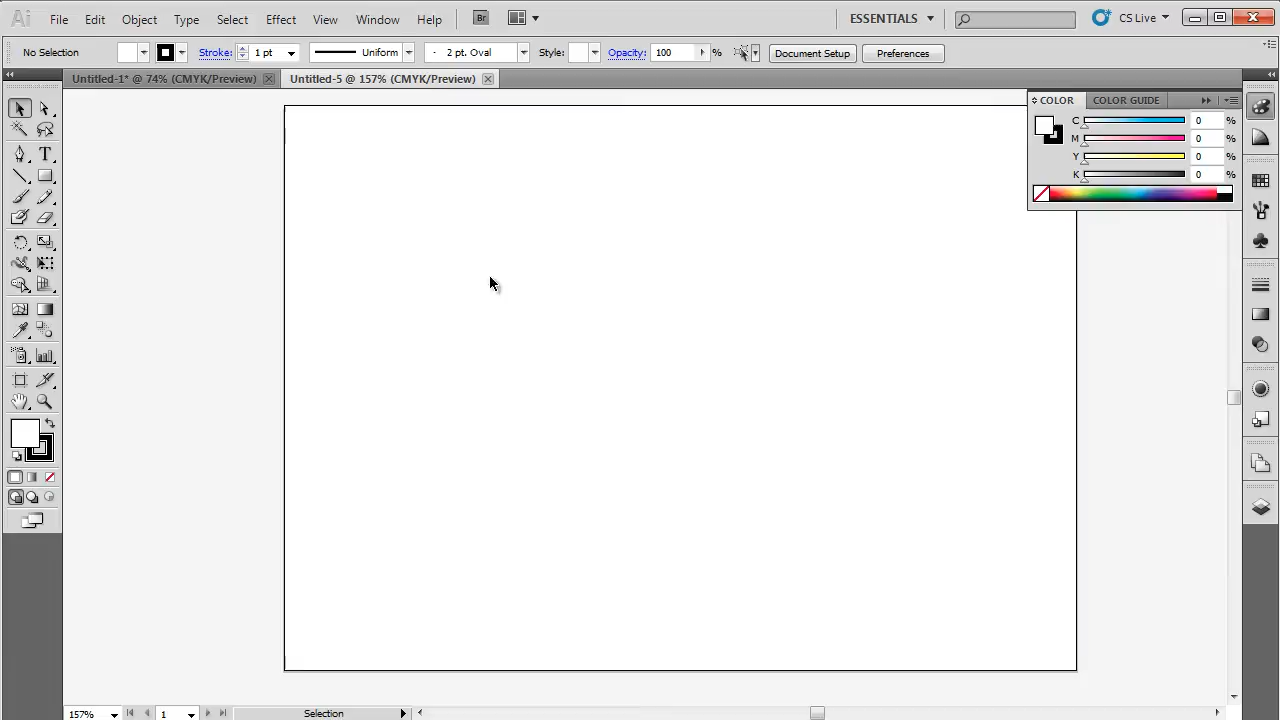 Ai File Edit Object Type Select Effect View Window Help Br ESSENTIALS CS Live
No Selection Stroke: 1 pt Uniform 2 pt. Oval Style: Opacity: 100 % Document Setup Preferences
Untitled-1* @ 74% (CMYK/Preview) Untitled-5 @ 157% (CMYK/Preview)
COLOR COLOR GUIDE
C 0 %
M 0 %
Y 0 %
K 0 %
T
157% 1 Selection